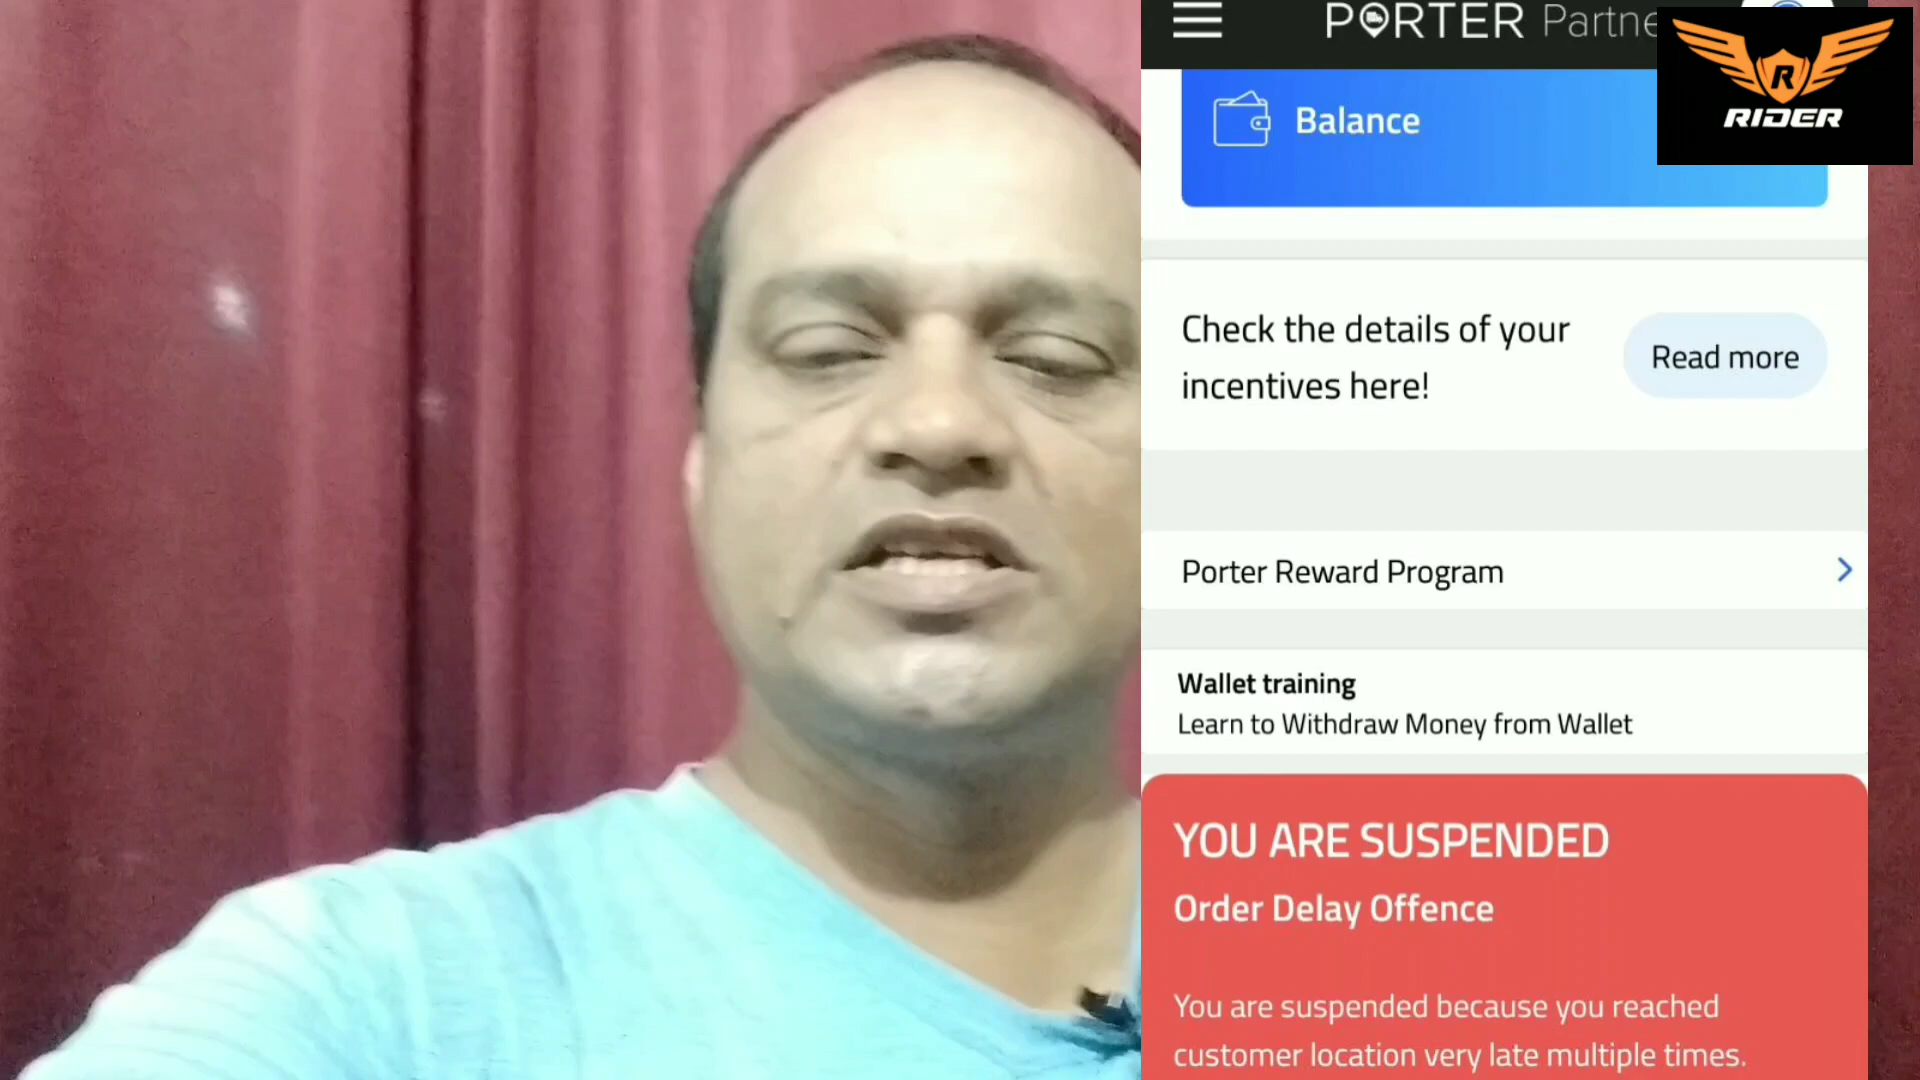 PORTER Partne
RIDER
Balance
Check the details of your
incentives here!
Read more
Porter Reward Program
Wallet training
Learn to Withdraw Money from Wallet
YOU ARE SUSPENDED
Order Delay Offence
You are suspended because you reached
customer location very late multiple times.